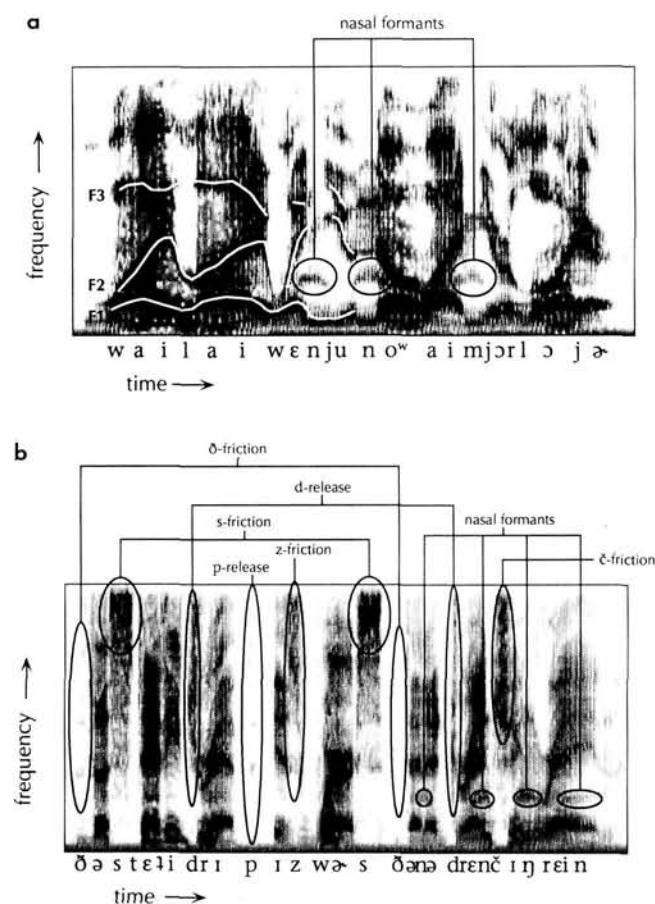 a
nasal formants
frequency →
F3
F2
F1
w a i l a i w ɛ n j u n oʷ a i m j ɔ r l ɔ j ɚ
time →
b
ð-friction
d-release
s-friction
nasal formants
z-friction
č-friction
p-release
frequency →
ð ə s t ɛ ɬ i d r ɪ p ɪ z w ɚ s ð ə n ə d r ɛ n č ɪ ŋ r ɛ i n
time →